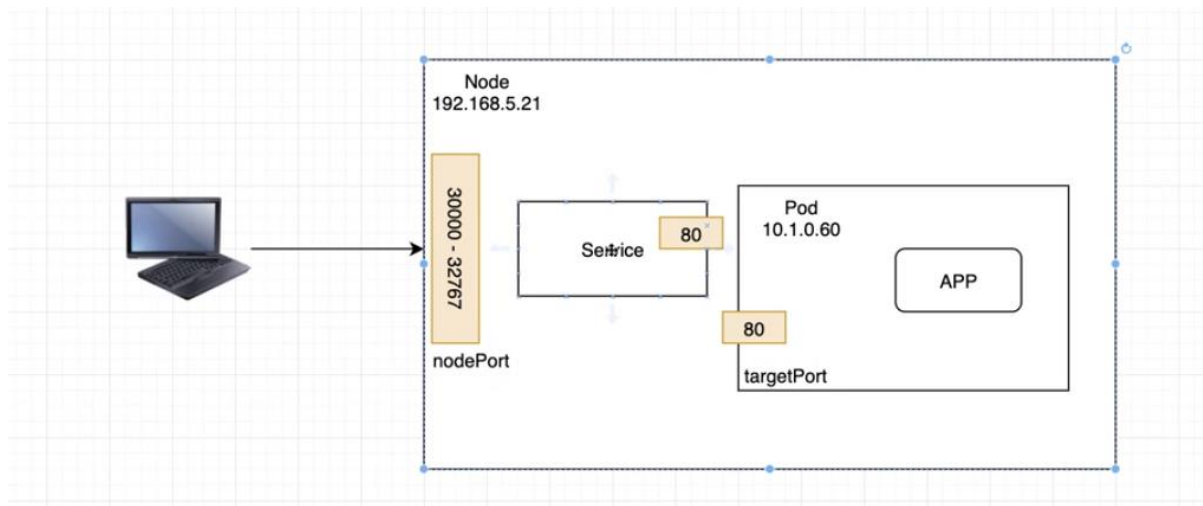 Node
192.168.5.21
30000 - 32767
nodePort
Service
80
Pod
10.1.0.60
APP
80
targetPort